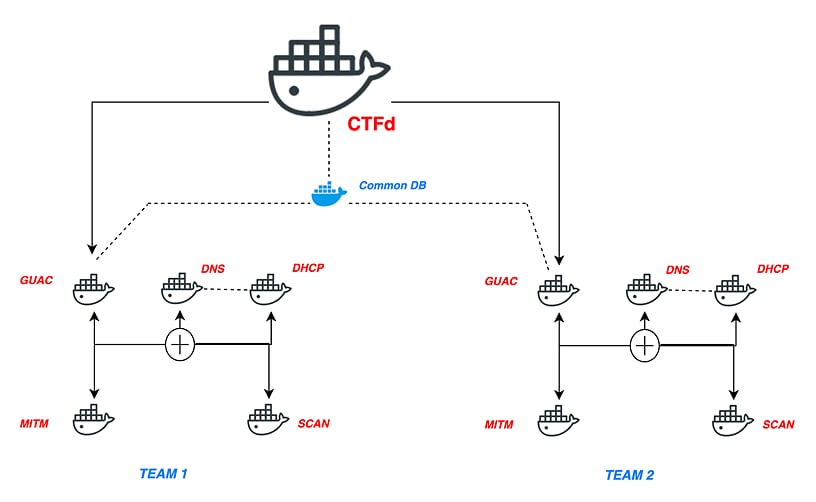 CTFd
Common DB
GUAC
DNS
DHCP
MITM
SCAN
TEAM 1
GUAC
DNS
DHCP
MITM
SCAN
TEAM 2